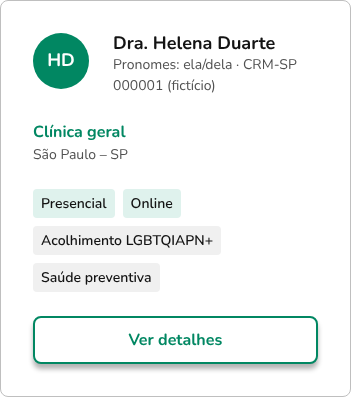 HD
Dra. Helena Duarte
Pronomes: ela/dela · CRM-SP
000001 (fictício)
Clínica geral
São Paulo – SP
Presencial
Online
Acolhimento LGBTQIAPN+
Saúde preventiva
Ver detalhes